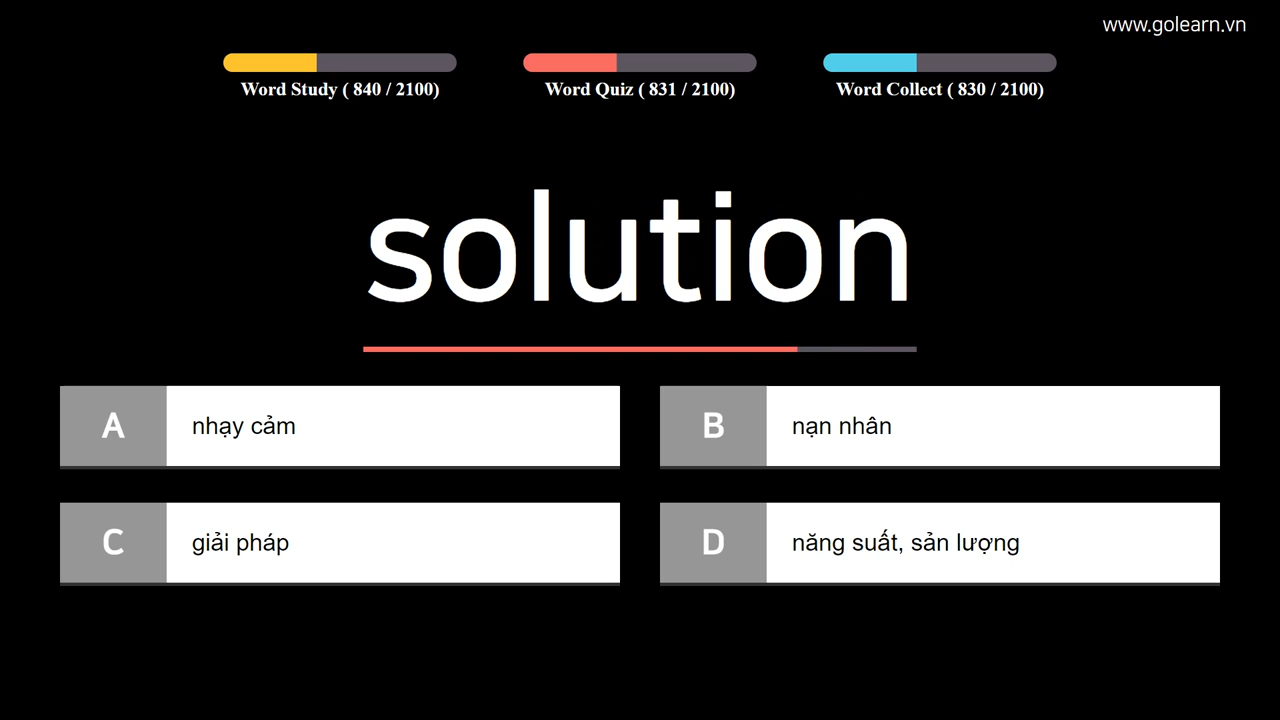 www.golearn.vn
Word Study ( 840 / 2100)
Word Quiz ( 831 / 2100)
Word Collect ( 830 / 2100)
solution
A nhạy cảm
B nạn nhân
C giải pháp
D năng suất, sản lượng